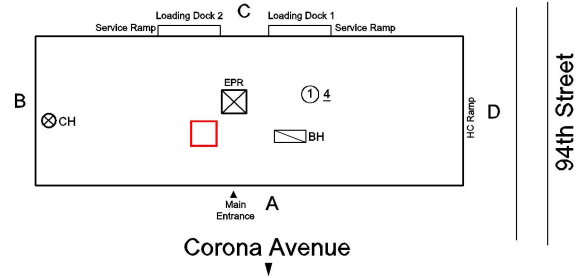 C
Loading Dock 2
Loading Dock 1
Service Ramp
Service Ramp
EPR
1 4
B
CH
BH
HC Ramp
D
94th Street
Main
Entrance
A
Corona Avenue